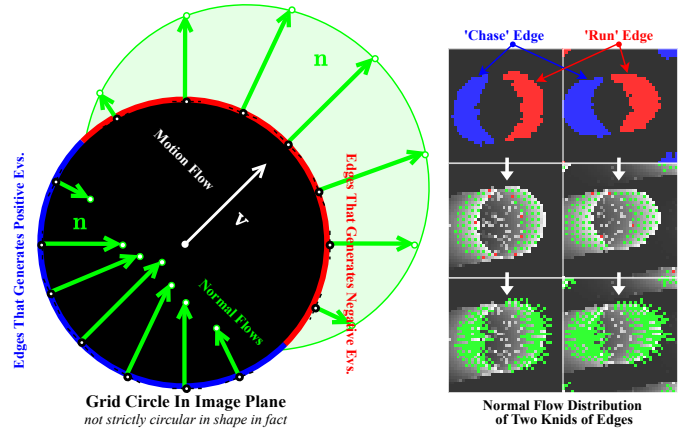 'Chase' Edge
'Run' Edge
n
Motion Flow
v
Edges That Generates Positive Evs.
n
Normal Flows
Edges That Generates Negative Evs.
Grid Circle In Image Plane
not strictly circular in shape in fact
Normal Flow Distribution
of Two Knids of Edges